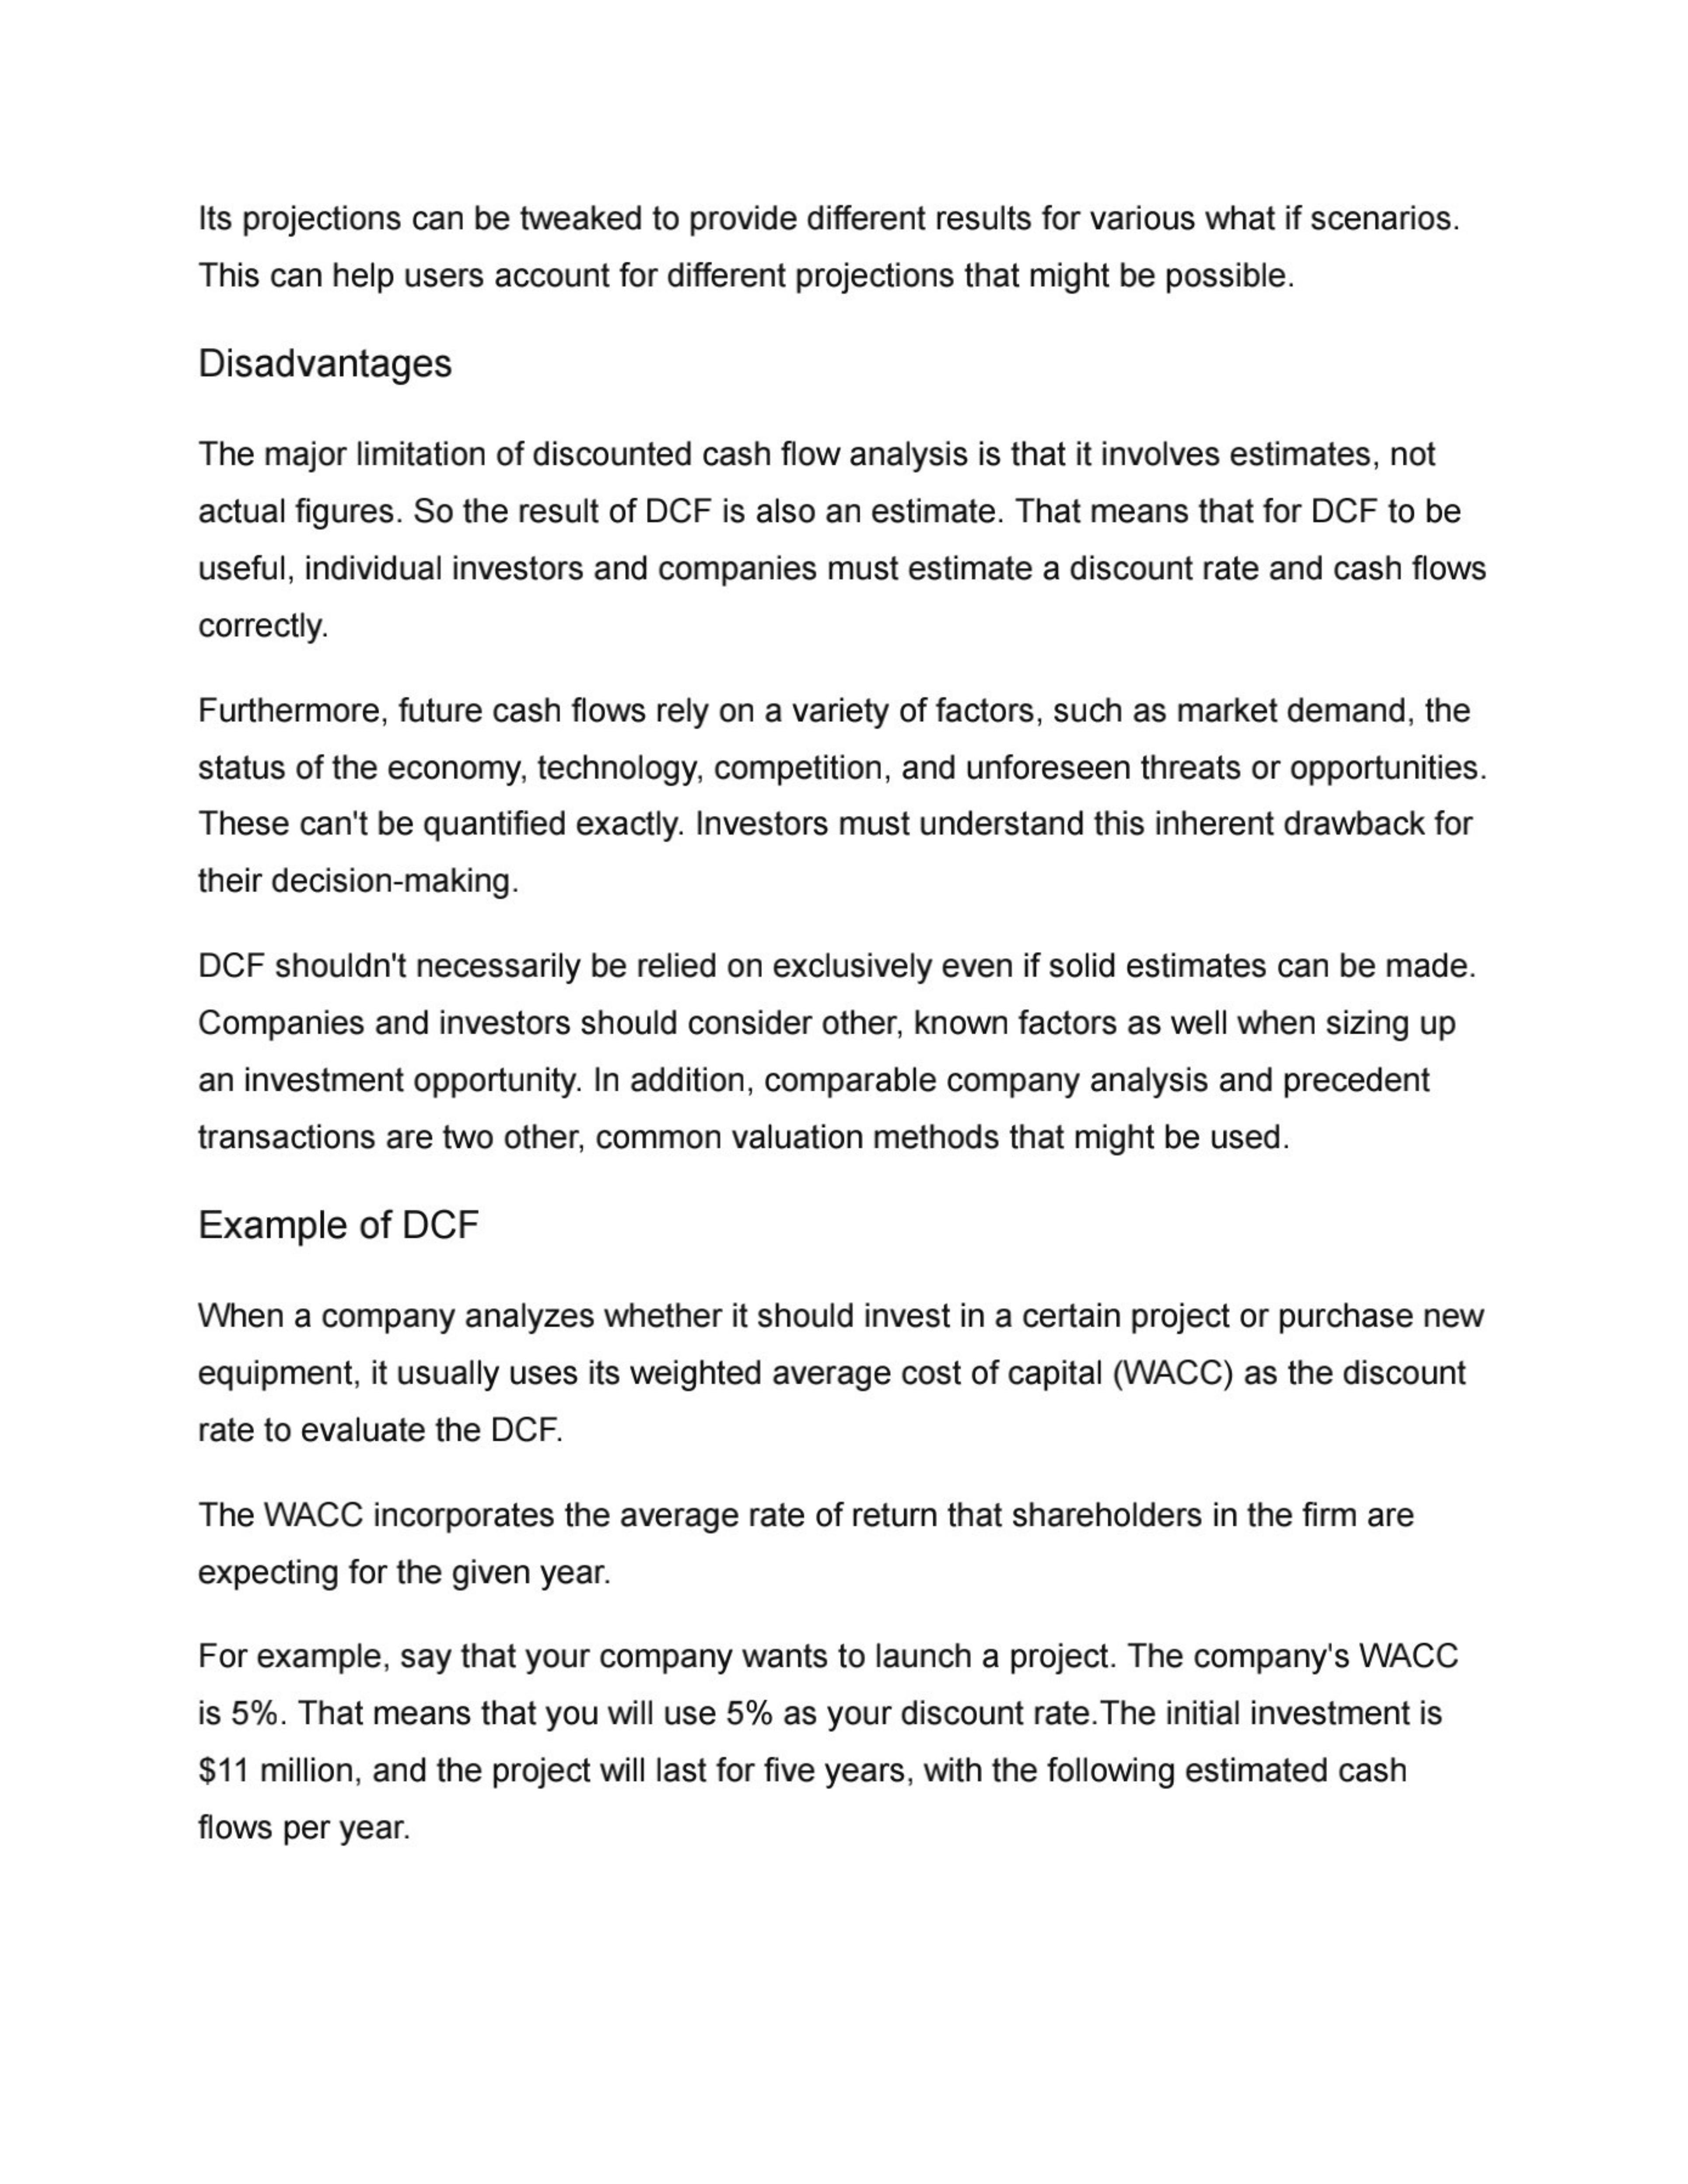 Its projections can be tweaked to provide different results for various what if scenarios.
This can help users account for different projections that might be possible.
Disadvantages
The major limitation of discounted cash flow analysis is that it involves estimates, not
actual figures. So the result of DCF is also an estimate. That means that for DCF to be
useful, individual investors and companies must estimate a discount rate and cash flows
correctly.
Furthermore, future cash flows rely on a variety of factors, such as market demand, the
status of the economy, technology, competition, and unforeseen threats or opportunities.
These can't be quantified exactly. Investors must understand this inherent drawback for
their decision-making.
DCF shouldn't necessarily be relied on exclusively even if solid estimates can be made.
Companies and investors should consider other, known factors as well when sizing up
an investment opportunity. In addition, comparable company analysis and precedent
transactions are two other, common valuation methods that might be used.
Example of DCF
When a company analyzes whether it should invest in a certain project or purchase new
equipment, it usually uses its weighted average cost of capital (WACC) as the discount
rate to evaluate the DCF.
The WACC incorporates the average rate of return that shareholders in the firm are
expecting for the given year.
For example, say that your company wants to launch a project. The company's WACC
is 5%. That means that you will use 5% as your discount rate.The initial investment is
$11 million, and the project will last for five years, with the following estimated cash
flows per year.